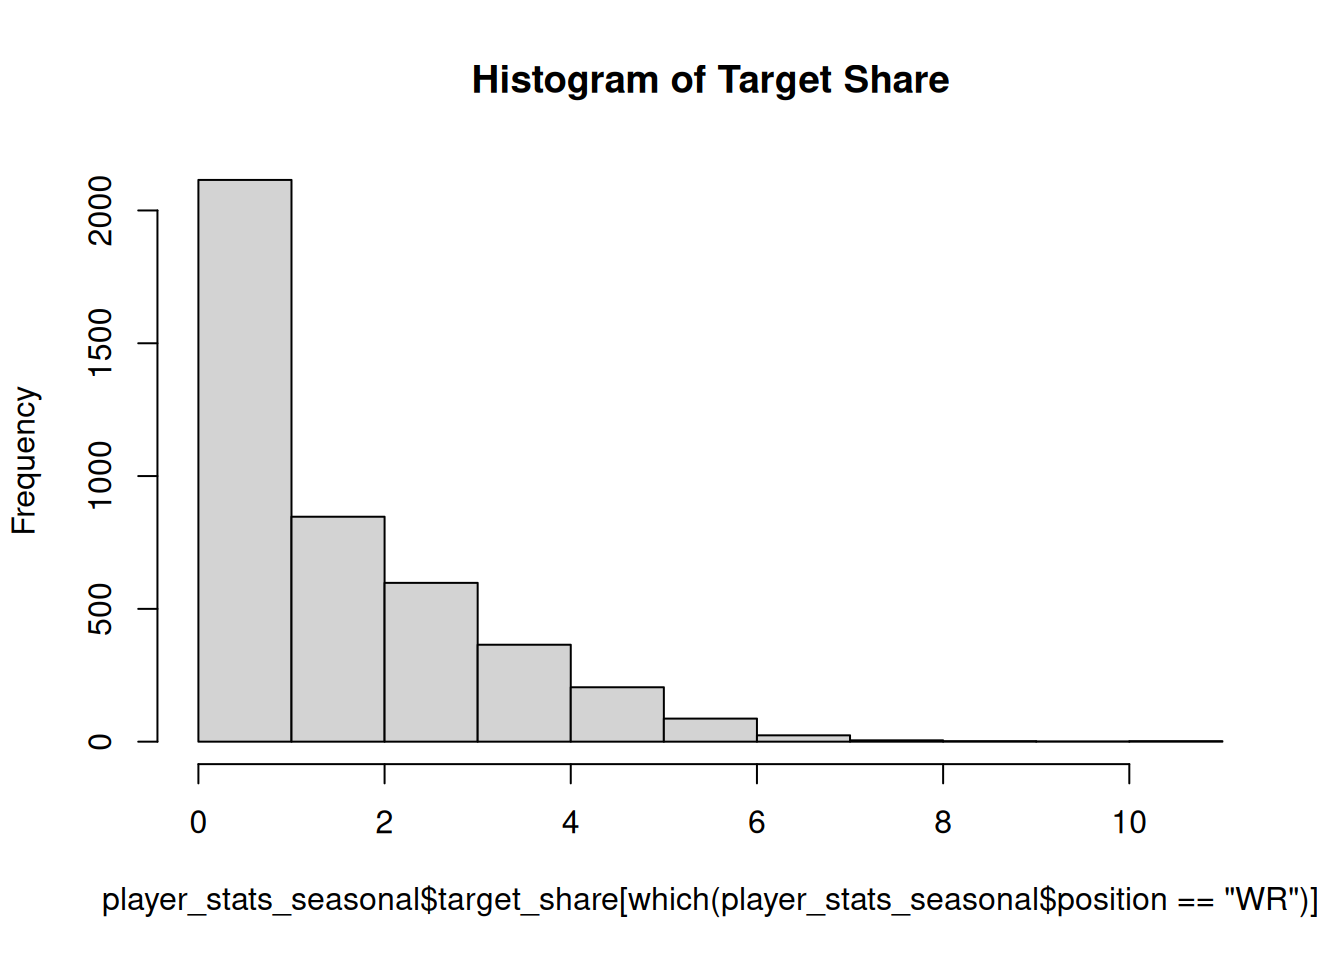 Histogram of Target Share
Frequency
2000
1500
1000
500
0
0 2 4 6 8 10
player_stats_seasonal$target_share[which(player_stats_seasonal$position == "WR")]